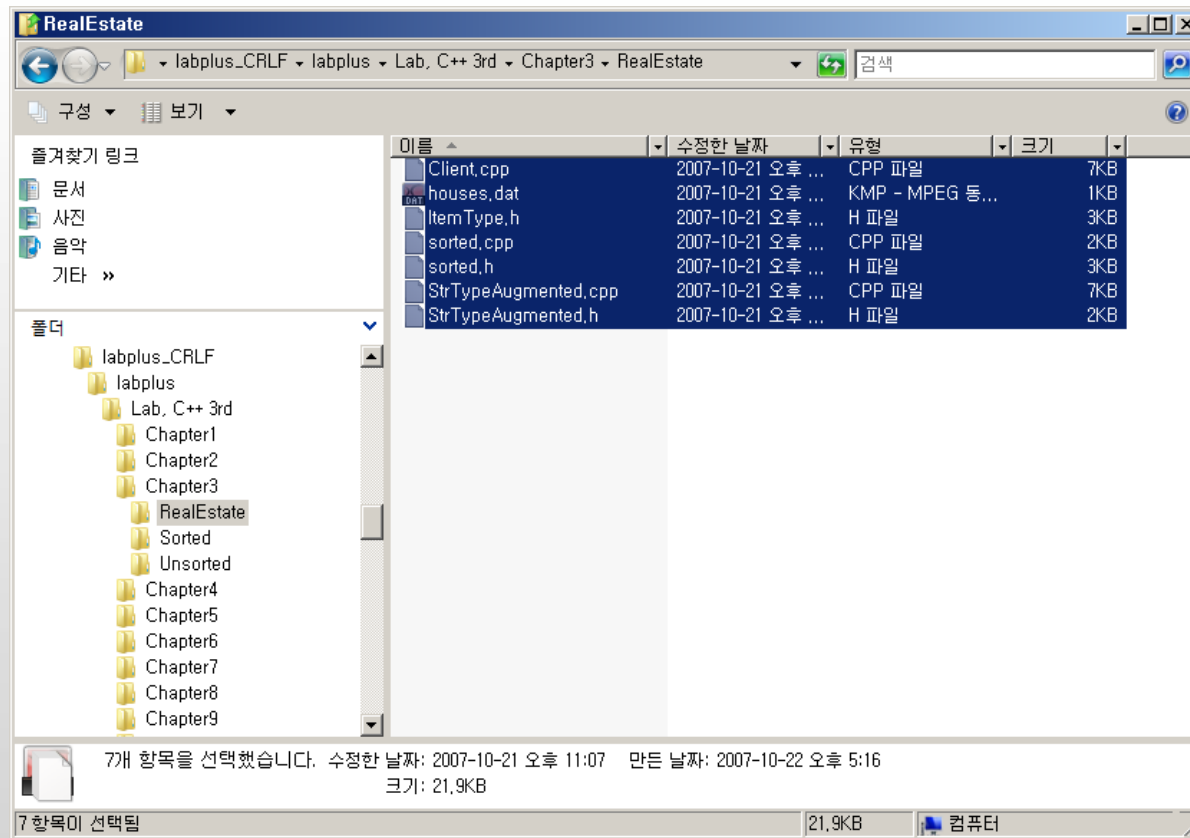 RealEstate
labplus_CRLF labplus Lab, C++ 3rd Chapter3 RealEstate 검색
구성 보기
즐겨찾기 링크
문서
사진
음악
기타 »
폴더
labplus_CRLF
labplus
Lab, C++ 3rd
Chapter1
Chapter2
Chapter3
RealEstate
Sorted
Unsorted
Chapter4
Chapter5
Chapter6
Chapter7
Chapter8
Chapter9
이름 수정한 날짜 유형 크기
Client.cpp 2007-10-21 오후 ... CPP 파일 7KB
houses.dat 2007-10-21 오후 ... KMP - MPEG 동... 1KB
ItemType.h 2007-10-21 오후 ... H 파일 3KB
sorted.cpp 2007-10-21 오후 ... CPP 파일 2KB
sorted.h 2007-10-21 오후 ... H 파일 3KB
StrTypeAugmented.cpp 2007-10-21 오후 ... CPP 파일 7KB
StrTypeAugmented.h 2007-10-21 오후 ... H 파일 2KB
7개 항목을 선택했습니다. 수정한 날짜: 2007-10-21 오후 11:07 만든 날짜: 2007-10-22 오후 5:16
크기: 21.9KB
7 항목이 선택됨 21.9KB 컴퓨터